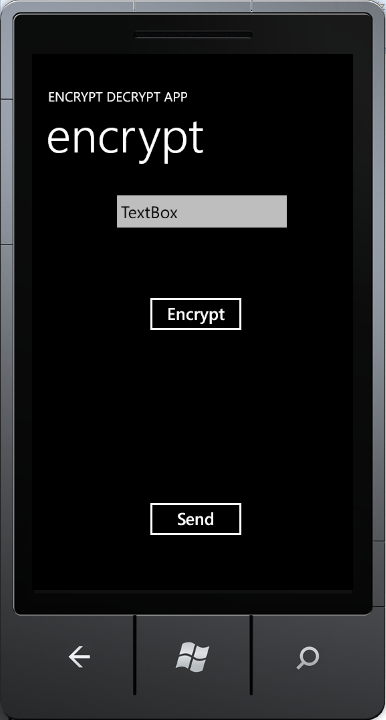 ENCRYPT DECRYPT APP
encrypt
TextBox
Encrypt
Send